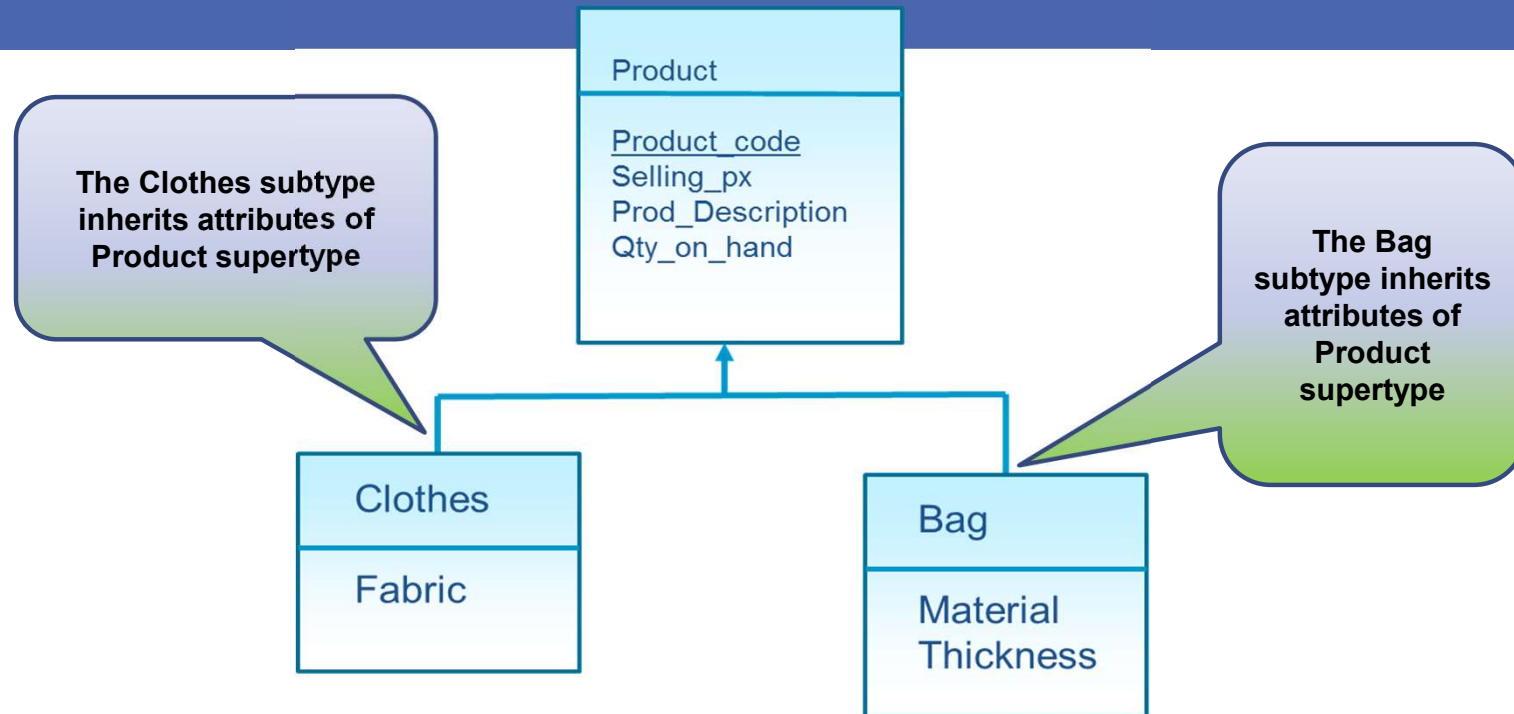 Product
Product_code
Selling_px
Prod_Description
Qty_on_hand
The Clothes subtype
inherits attributes of
Product supertype
The Bag
subtype inherits
attributes of
Product
supertype
Clothes
Fabric
Bag
Material
Thickness